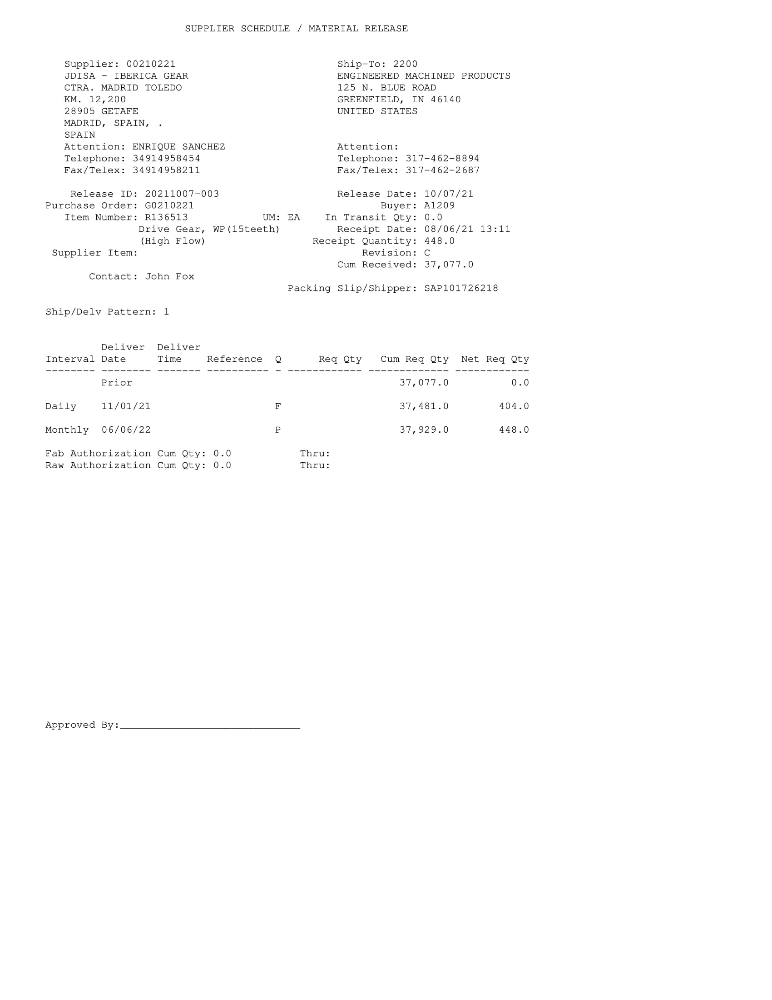 SUPPLIER SCHEDULE / MATERIAL RELEASE
Supplier: 00210221 Ship-To: 2200
JDISA - IBERICA GEAR ENGINEERED MACHINED PRODUCTS
CTRA. MADRID TOLEDO 125 N. BLUE ROAD
KM. 12,200 GREENFIELD, IN 46140
28905 GETAFE UNITED STATES
MADRID, SPAIN, .
SPAIN
Attention: ENRIQUE SANCHEZ Attention:
Telephone: 34914958454 Telephone: 317-462-8894
Fax/Telex: 34914958211 Fax/Telex: 317-462-2687
Release ID: 20211007-003 Release Date: 10/07/21
Purchase Order: G0210221 Buyer: A1209
Item Number: R136513 UM: EA In Transit Qty: 0.0
Drive Gear, WP(15teeth) Receipt Date: 08/06/21 13:11
(High Flow) Receipt Quantity: 448.0
Supplier Item: Revision: C
Cum Received: 37,077.0
Contact: John Fox
Packing Slip/Shipper: SAP101726218
Ship/Delv Pattern: 1
Deliver Deliver
Interval Date Time Reference Q Req Qty Cum Req Qty Net Req Qty
-------- -------- ------- ---------- - ------------ ------------- ------------
Prior 37,077.0 0.0
Daily 11/01/21 F 37,481.0 404.0
Monthly 06/06/22 P 37,929.0 448.0
Fab Authorization Cum Qty: 0.0 Thru:
Raw Authorization Cum Qty: 0.0 Thru:
Approved By:_____________________________